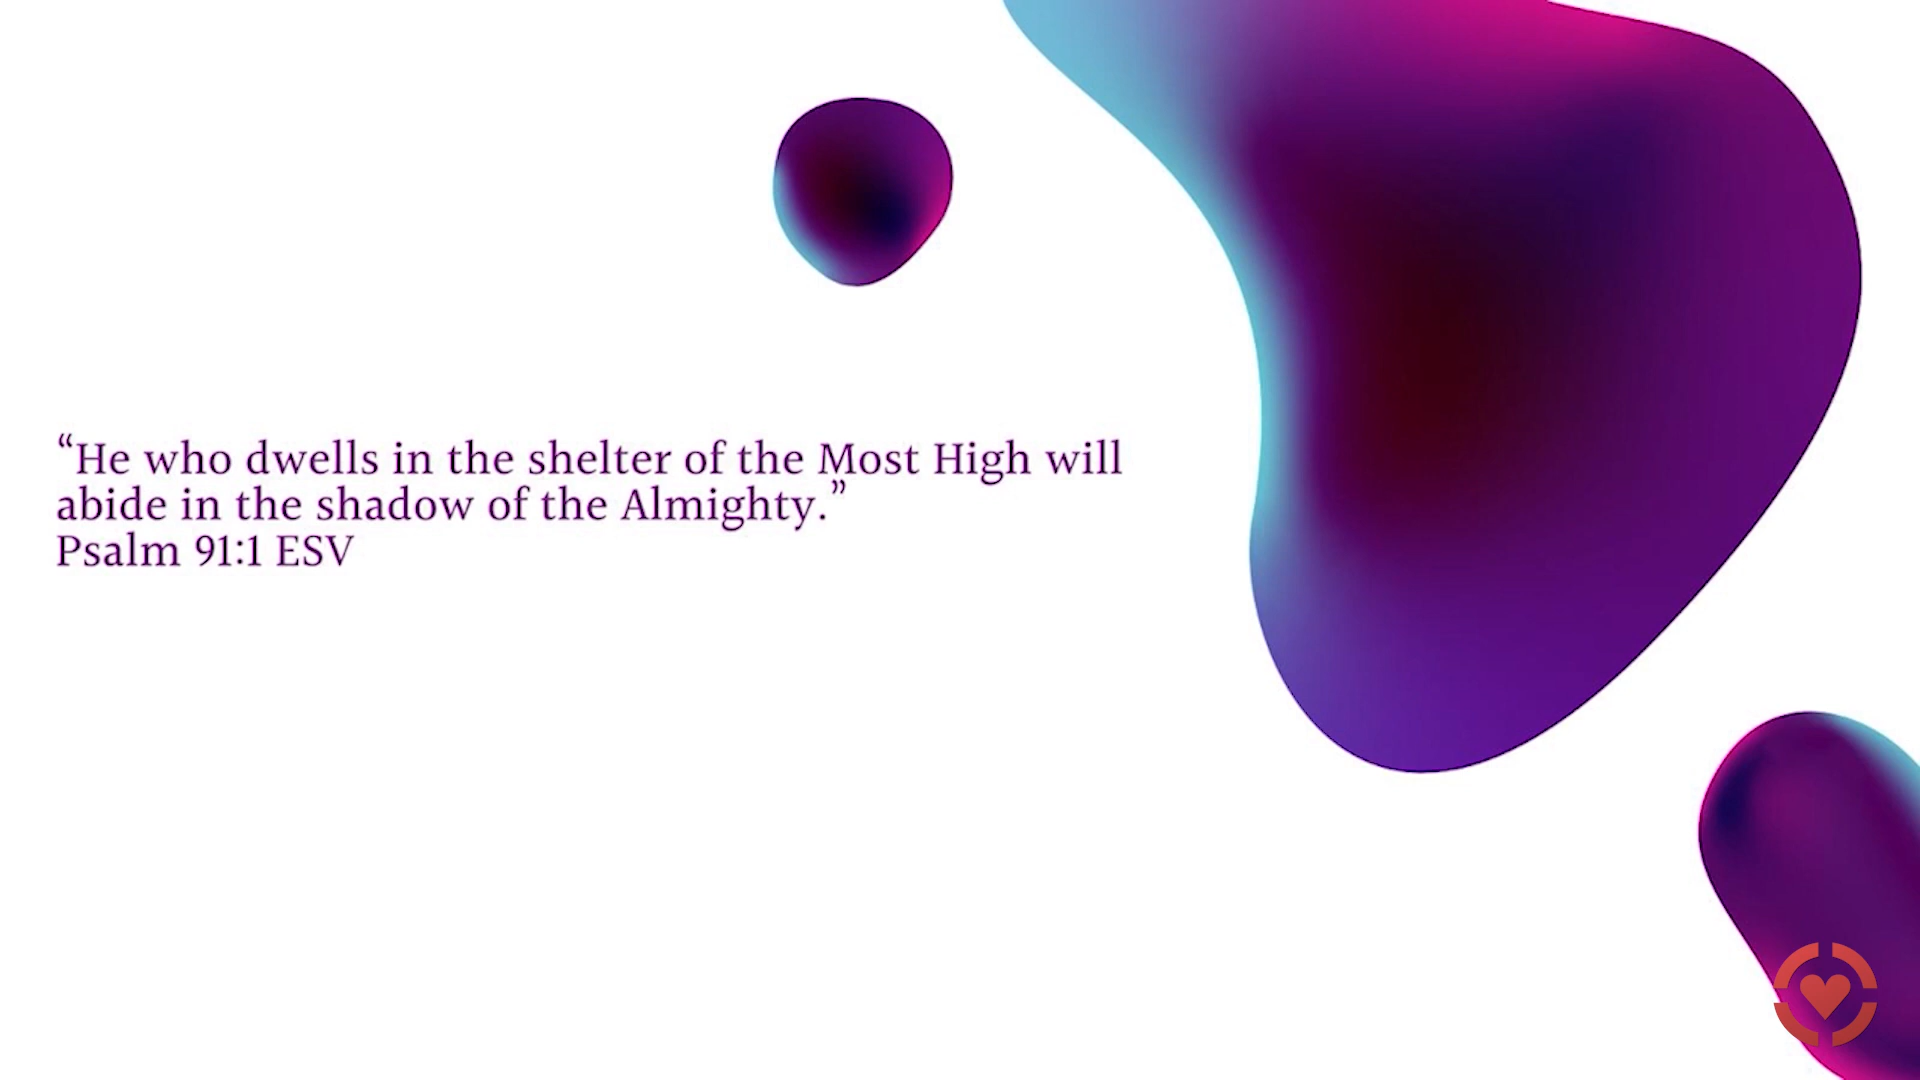 “He who dwells in the shelter of the Most High will
abide in the shadow of the Almighty.”
Psalm 91:1 ESV